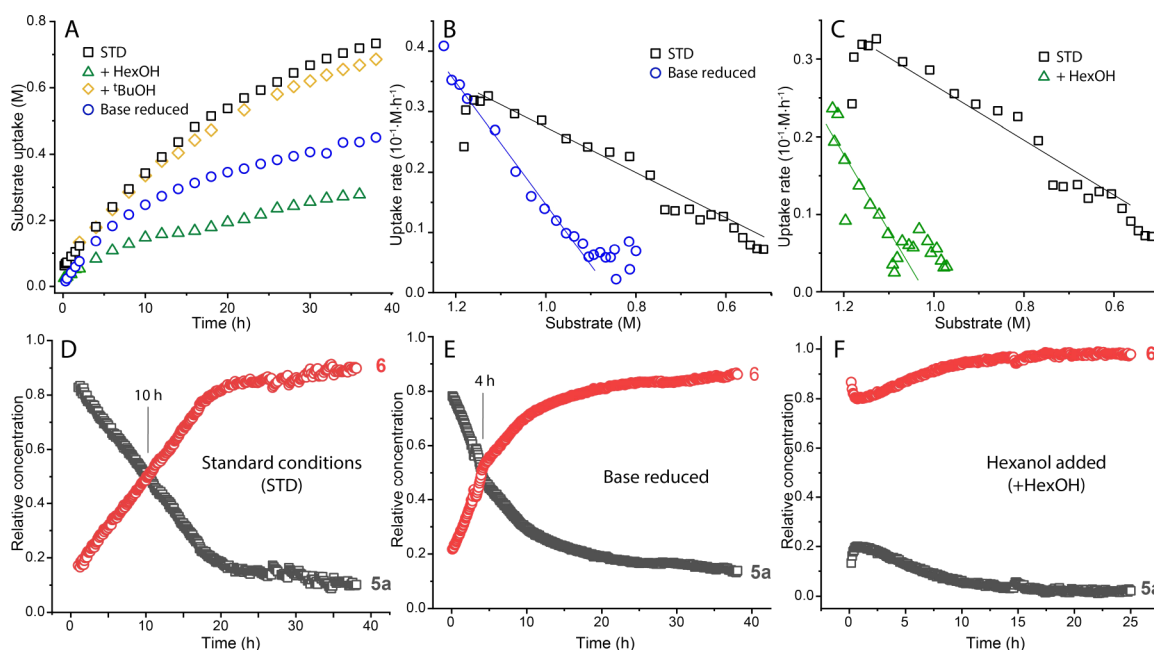 A
STD
+ HexOH
+ ᵗBuOH
Base reduced
Substrate uptake (M)
0.8
0.6
0.4
0.2
0.0
0 10 20 30 40
Time (h)
B
STD
Base reduced
Uptake rate (10⁻¹·M·h⁻¹)
0.4
0.3
0.2
0.1
0.0
1.2 1.0 0.8 0.6
Substrate (M)
C
STD
+ HexOH
Uptake rate (10⁻¹·M·h⁻¹)
0.3
0.2
0.1
0.0
1.2 1.0 0.8 0.6
Substrate (M)
D
6
10 h
Standard conditions
(STD)
5a
Relative concentration
1.0
0.8
0.6
0.4
0.2
0.0
0 10 20 30 40
Time (h)
E
6
4 h
Base reduced
5a
Relative concentration
1.0
0.8
0.6
0.4
0.2
0.0
0 10 20 30 40
Time (h)
F
6
Hexanol added
(+HexOH)
5a
Relative concentration
1.0
0.8
0.6
0.4
0.2
0.0
0 5 10 15 20 25
Time (h)